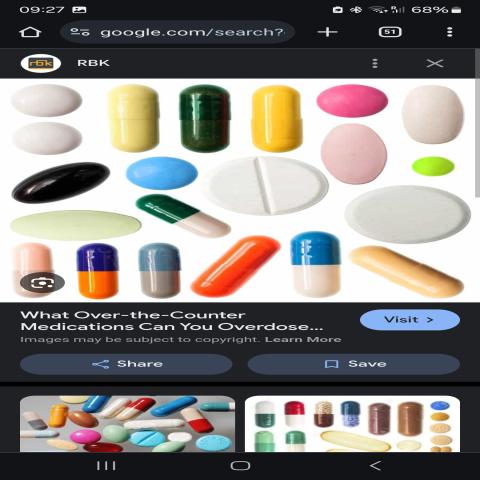 09:27 68%
google.com/search? 51
rbk RBK
What Over-the-Counter
Medications Can You Overdose...
Visit >
Images may be subject to copyright. Learn More
Share Save